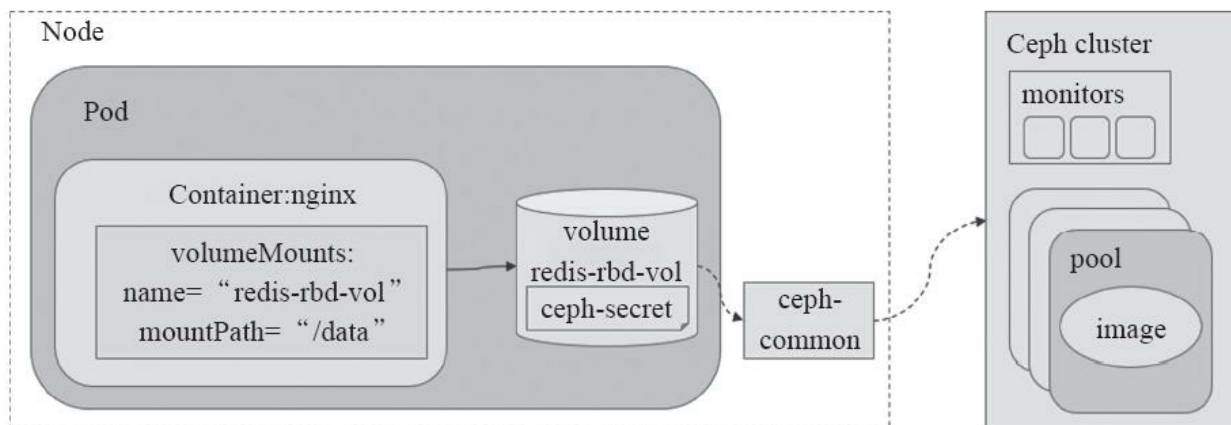 Node
Pod
Container:nginx
volumeMounts:
name= “redis-rbd-vol”
mountPath= “/data”
volume
redis-rbd-vol
ceph-secret
ceph-
common
Ceph cluster
monitors
pool
image